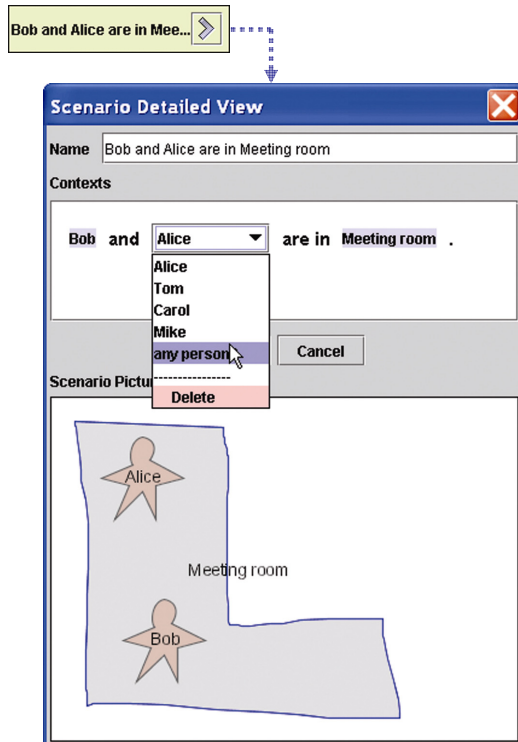 Bob and Alice are in Mee...
Scenario Detailed View
Name Bob and Alice are in Meeting room
Contexts
Bob and Alice are in Meeting room .
Alice
Tom
Carol
Mike
any person
Cancel
----------------
Scenario Pictu
Delete
Alice
Meeting room
Bob